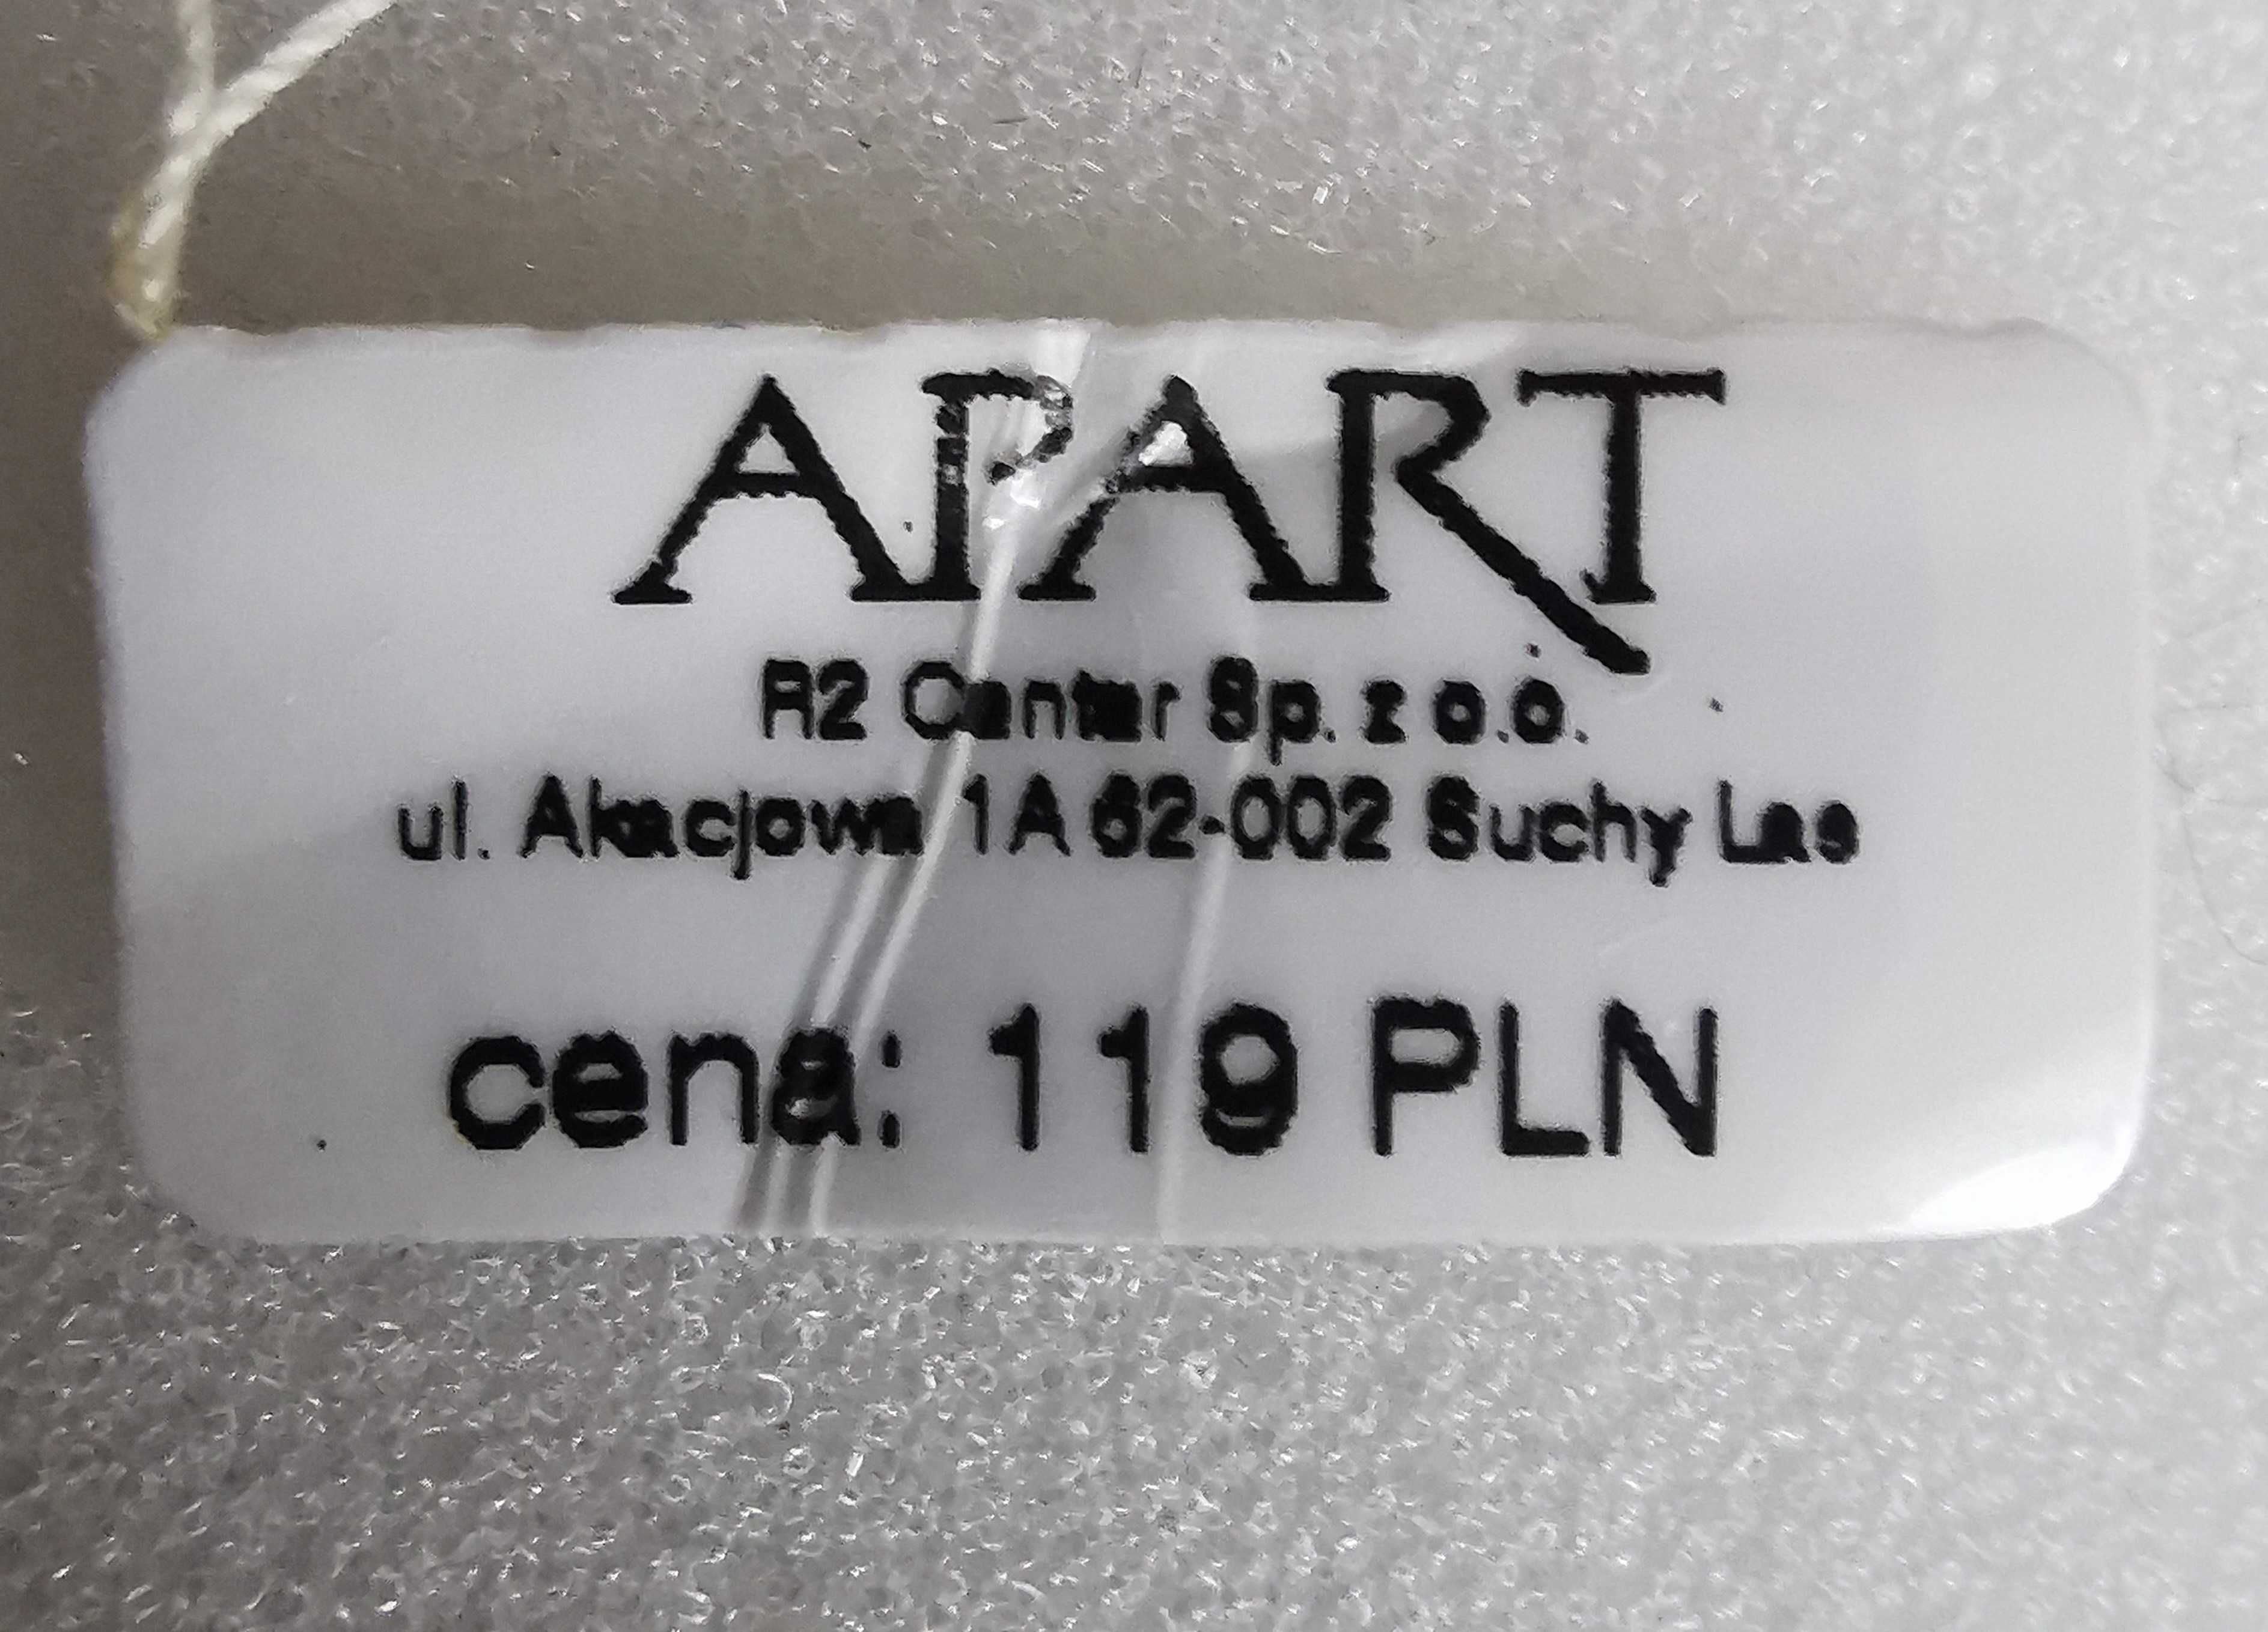 APART
R2 Center Sp. z o.o.
ul. Akacjowa 1A 62-002 Suchy Las
cena: 119 PLN